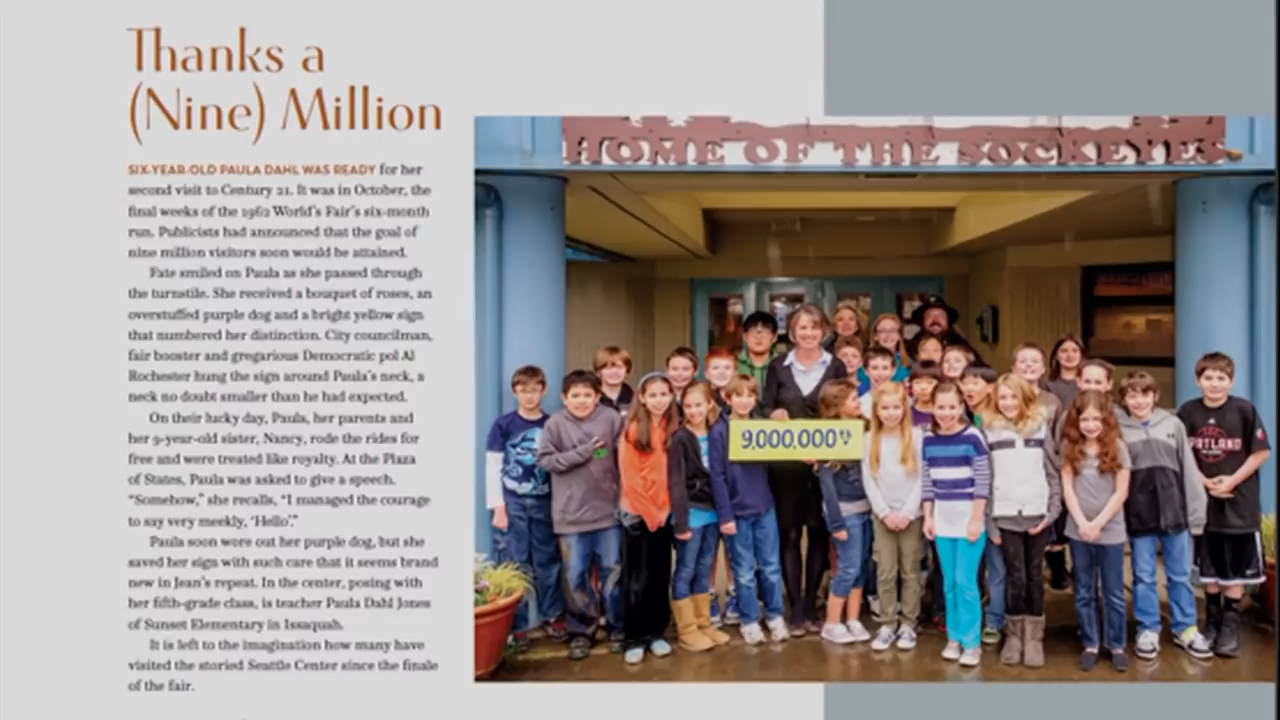 Thanks a
(Nine) Million
SIX-YEAR-OLD PAULA DAHL WAS READY for her
second visit to Century 21. It was in October, the
final weeks of the 1962 World's Fair's six-month
run. Publicists had announced that the goal of
nine million visitors soon would be attained.
Fate smiled on Paula as she passed through
the turnstile. She received a bouquet of roses, an
overstuffed purple dog and a bright yellow sign
that numbered her distinction. City councilman,
fair booster and gregarious Democratic pol Al
Rochester hung the sign around Paula's neck, a
neck no doubt smaller than he had expected.
On their lucky day, Paula, her parents and
her 9-year-old sister, Nancy, rode the rides for
free and were treated like royalty. At the Plaza
of States, Paula was asked to give a speech.
"Somehow," she recalls, "I managed the courage
to say very meekly, 'Hello'."
Paula soon wore out her purple dog, but she
saved her sign with such care that it seems brand
new in Jean's repeat. In the center, posing with
her fifth-grade class, is teacher Paula Dahl Jones
of Sunset Elementary in Issaquah.
It is left to the imagination how many have
visited the storied Seattle Center since the finale
of the fair.
HOME OF THE SOCKEYES
9,000,000th